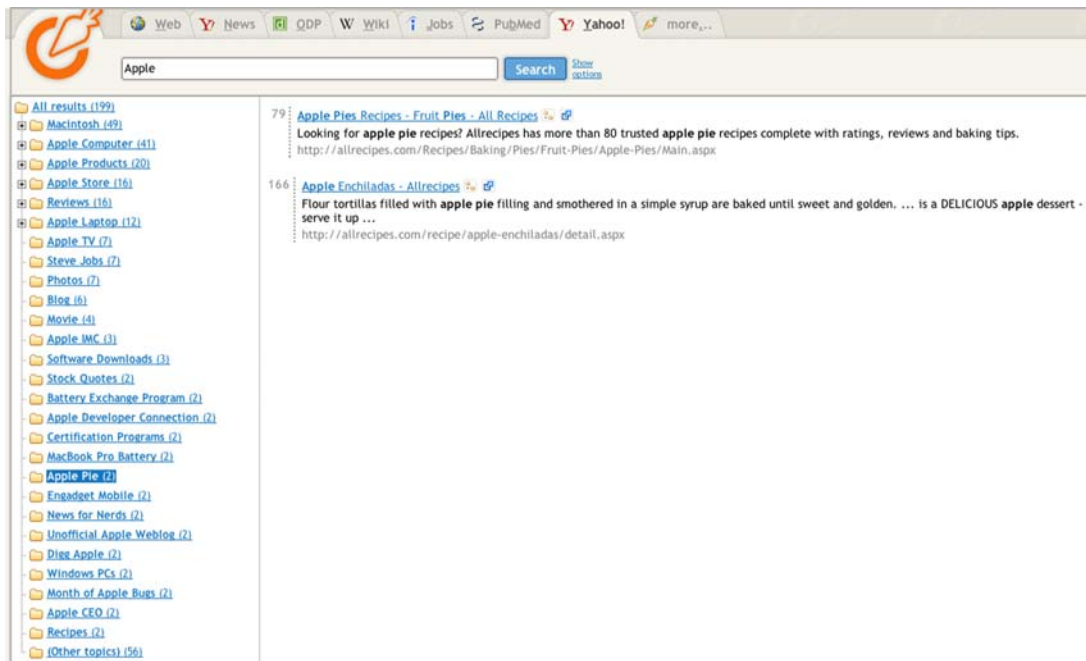 Web News ODP Wiki Jobs PubMed Yahoo! more...
Apple Search Show options
All results (199)
Macintosh (49)
Apple Computer (41)
Apple Products (20)
Apple Store (16)
Reviews (16)
Apple Laptop (12)
Apple TV (7)
Steve Jobs (7)
Photos (7)
Blog (6)
Movie (4)
Apple IMC (3)
Software Downloads (3)
Stock Quotes (2)
Battery Exchange Program (2)
Apple Developer Connection (2)
Certification Programs (2)
MacBook Pro Battery (2)
Apple Pie (2)
Engadget Mobile (2)
News for Nerds (2)
Unofficial Apple Weblog (2)
Digg Apple (2)
Windows PCs (2)
Month of Apple Bugs (2)
Apple CEO (2)
Recipes (2)
(Other topics) (56)
79 Apple Pies Recipes - Fruit Pies - All Recipes
Looking for apple pie recipes? Allrecipes has more than 80 trusted apple pie recipes complete with ratings, reviews and baking tips.
http://allrecipes.com/Recipes/Baking/Pies/Fruit-Pies/Apple-Pies/Main.aspx
166 Apple Enchiladas - Allrecipes
Flour tortillas filled with apple pie filling and smothered in a simple syrup are baked until sweet and golden. ... is a DELICIOUS apple dessert -
serve it up ...
http://allrecipes.com/recipe/apple-enchiladas/detail.aspx